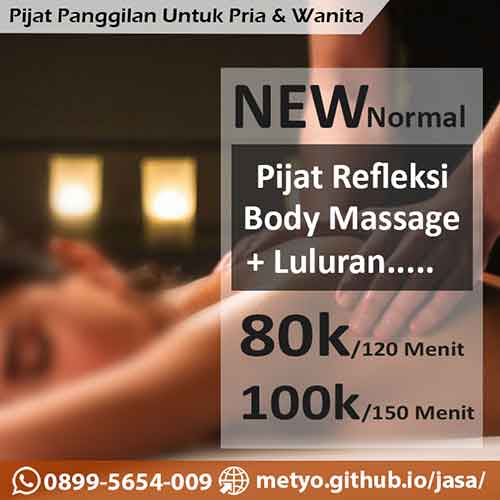 Pijat Panggilan Untuk Pria & Wanita
NEW Normal
Pijat Refleksi
Body Massage
+ Luluran.....
80k/120 Menit
100k/150 Menit
0899-5654-009 metyo.github.io/jasa/